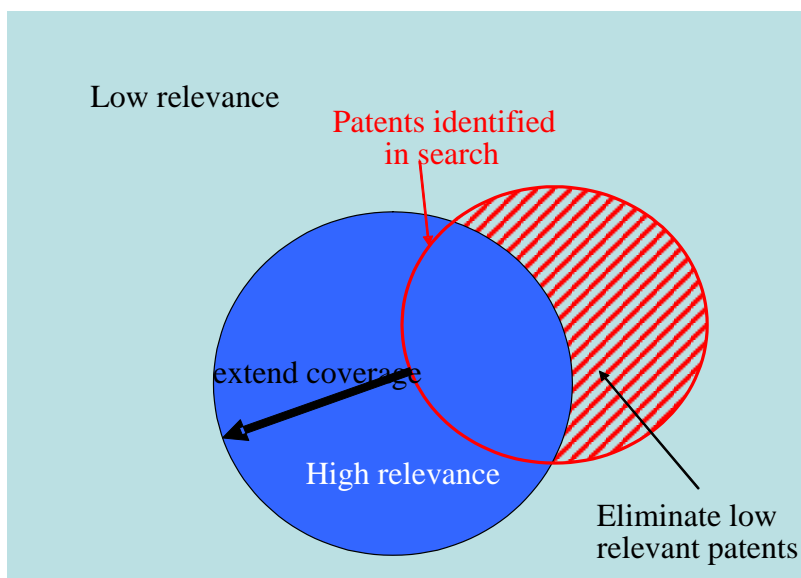 Low relevance
Patents identified
in search
extend coverage
High relevance
Eliminate low
relevant patents